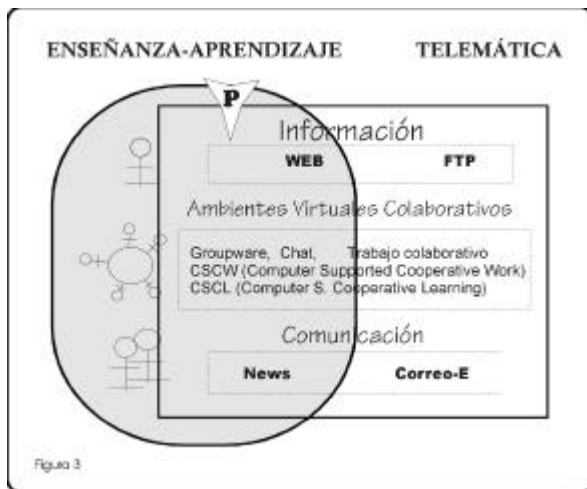 ENSEÑANZA-APRENDIZAJE TELEMÁTICA
P
Información
WEB FTP
Ambientes Virtuales Colaborativos
Groupware, Chat, Trabajo colaborativo
CSCW (Computer Supported Cooperative Work)
CSCL (Computer S. Cooperative Learning)
Comunicación
News Correo-E
Figura 3